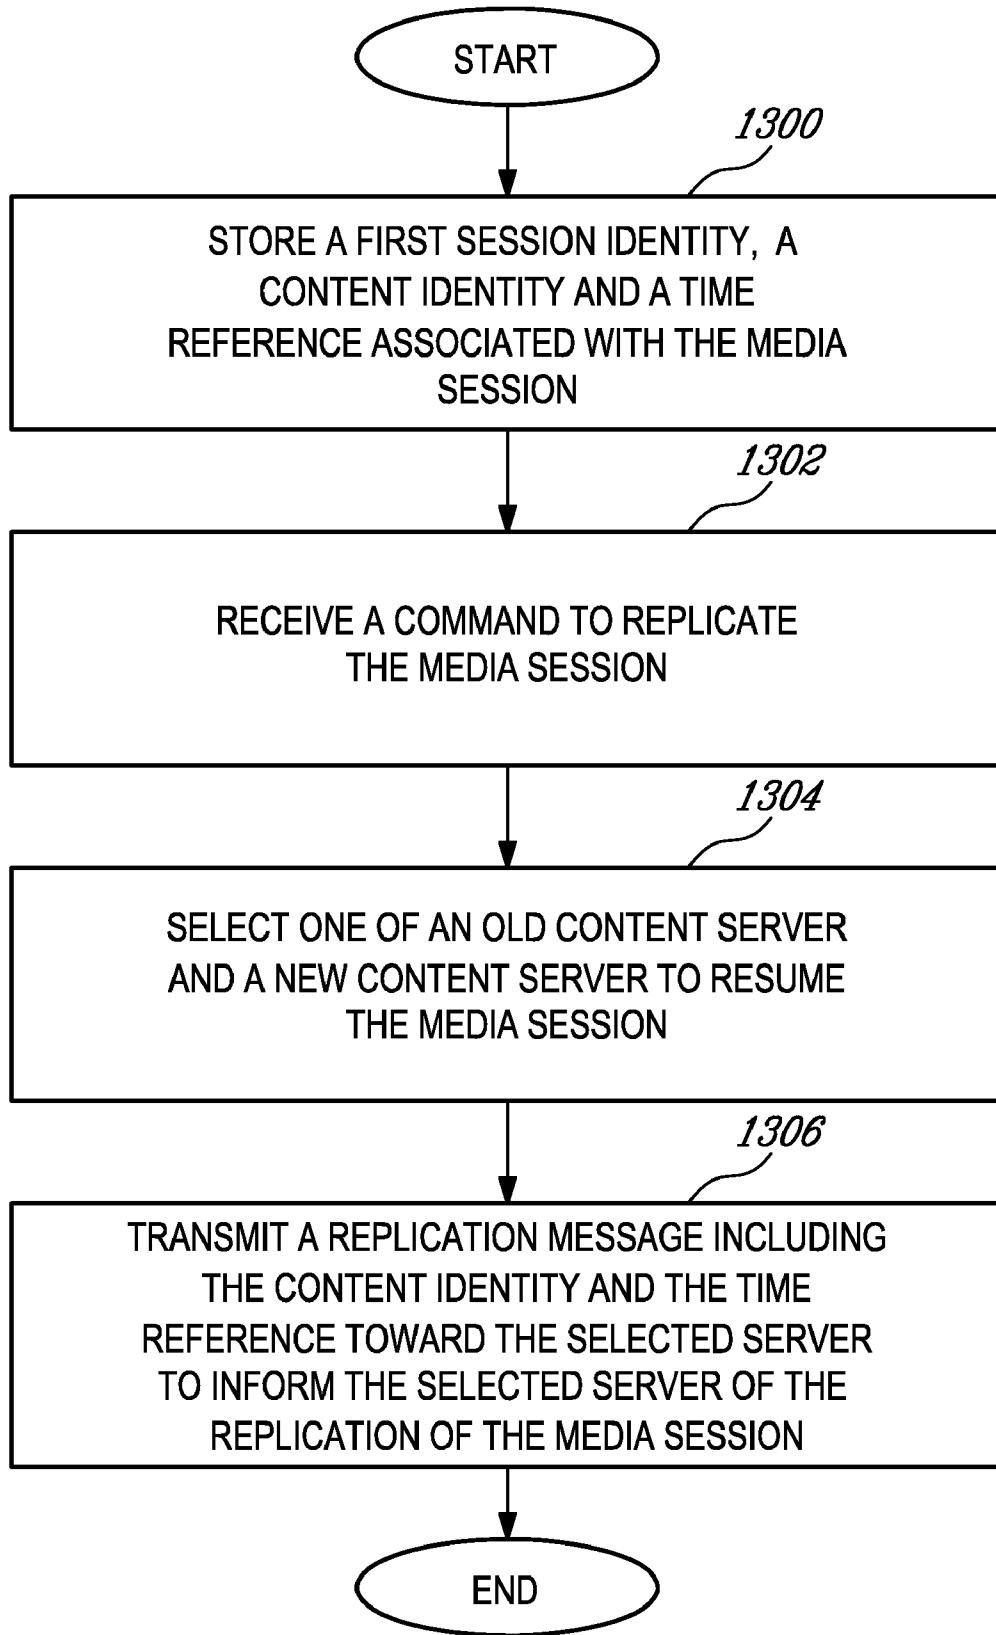 START
1300
STORE A FIRST SESSION IDENTITY, A
CONTENT IDENTITY AND A TIME
REFERENCE ASSOCIATED WITH THE MEDIA
SESSION
1302
RECEIVE A COMMAND TO REPLICATE
THE MEDIA SESSION
1304
SELECT ONE OF AN OLD CONTENT SERVER
AND A NEW CONTENT SERVER TO RESUME
THE MEDIA SESSION
1306
TRANSMIT A REPLICATION MESSAGE INCLUDING
THE CONTENT IDENTITY AND THE TIME
REFERENCE TOWARD THE SELECTED SERVER
TO INFORM THE SELECTED SERVER OF THE
REPLICATION OF THE MEDIA SESSION
END